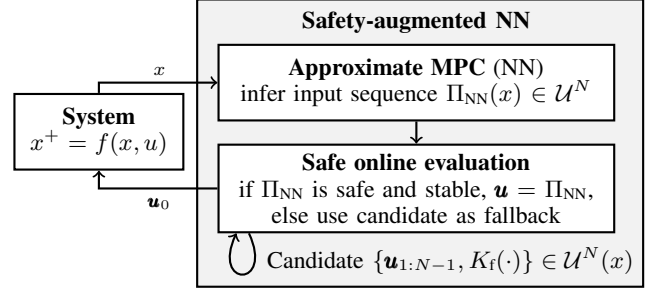 Safety-augmented NN
Approximate MPC (NN)
infer input sequence Π_NN(x) ∈ 𝒰^N
x
System
x⁺ = f(x, u)
Safe online evaluation
if Π_NN is safe and stable, 𝒖 = Π_NN,
else use candidate as fallback
𝒖₀
Candidate {𝒖_{1:N−1}, K_f(·)} ∈ 𝒰^N(x)